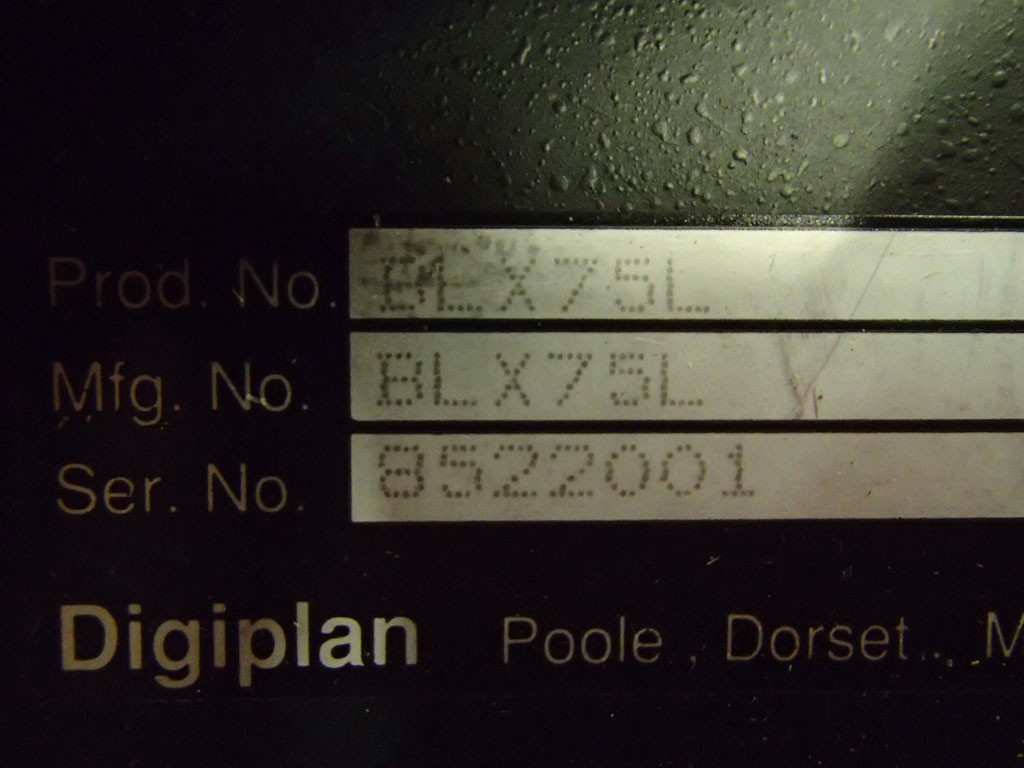 Prod. No. BLX75L
Mfg. No. BLX75L
Ser. No. 8522001
Digiplan Poole, Dorset., M